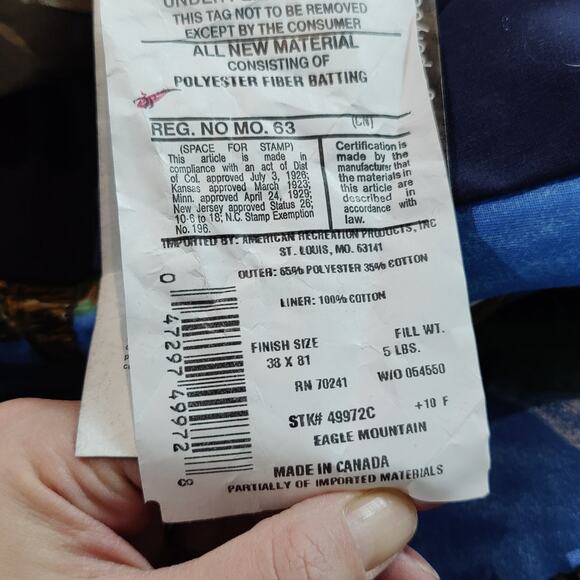 THIS TAG NOT TO BE REMOVED
EXCEPT BY THE CONSUMER
ALL NEW MATERIAL
CONSISTING OF
POLYESTER FIBER BATTING
REG. NO MO. 63
(CN)
(SPACE FOR STAMP)
This article is made in
compliance with an act of Dist
of Col. approved July 3, 1926;
Kansas approved March 1923;
Minn. approved April 24, 1929;
New Jersey approved Status 26;
10-6 to 18; N.C. Stamp Exemption
No. 196.
Certification is
made by the
manufacturer that
the materials in
this article are
described in
accordance with
law.
IMPORTED BY: AMERICAN RECREATION PRODUCTS, INC
ST. LOUIS, MO. 63141
OUTER: 65% POLYESTER 35% COTTON
LINER: 100% COTTON
FINISH SIZE
38 X 81
FILL WT.
5 LBS.
RN 70241
W/O 054550
STK# 49972C
+10 F
EAGLE MOUNTAIN
MADE IN CANADA
PARTIALLY OF IMPORTED MATERIALS
0 47297 49972 8